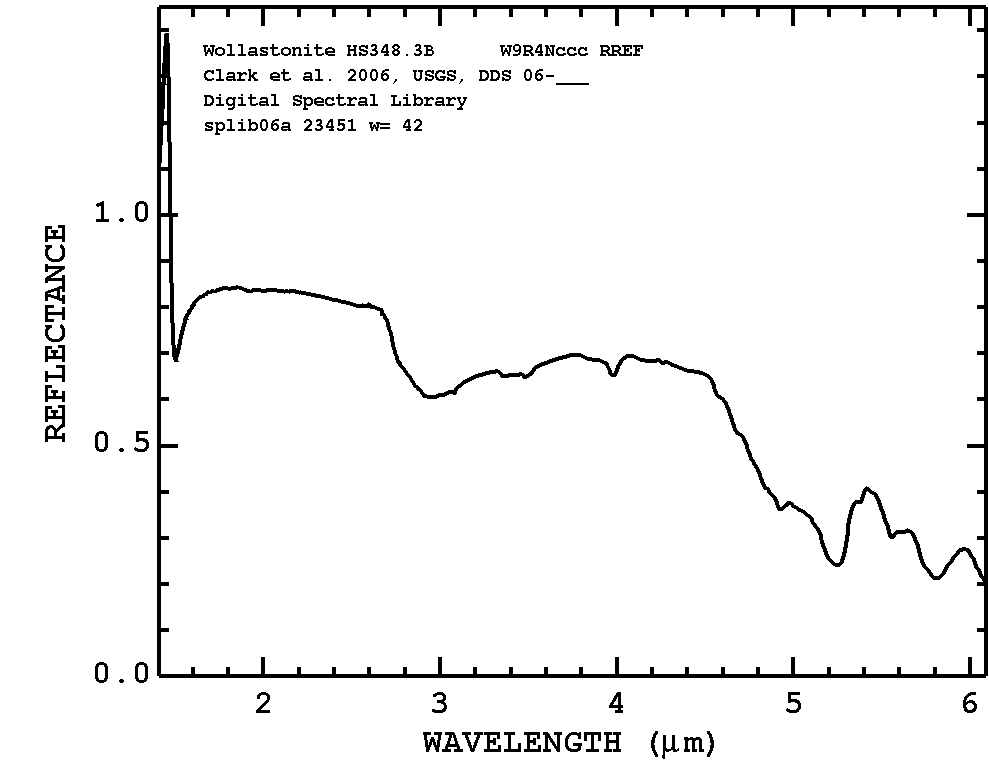 Wollastonite HS348.3B W9R4Nccc RREF
Clark et al. 2006, USGS, DDS 06-___
Digital Spectral Library
splib06a 23451 w= 42
REFLECTANCE
1.0
0.5
0.0
2 3 4 5 6
WAVELENGTH (μm)